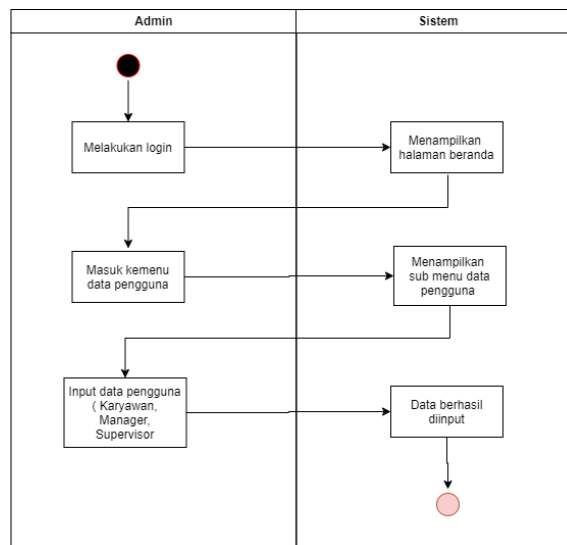 Admin
Sistem
Melakukan login
Menampilkan
halaman beranda
Masuk kemenu
data pengguna
Menampilkan
sub menu data
pengguna
Input data pengguna
( Karyawan,
Manager,
Supervisor
Data berhasil
diinput